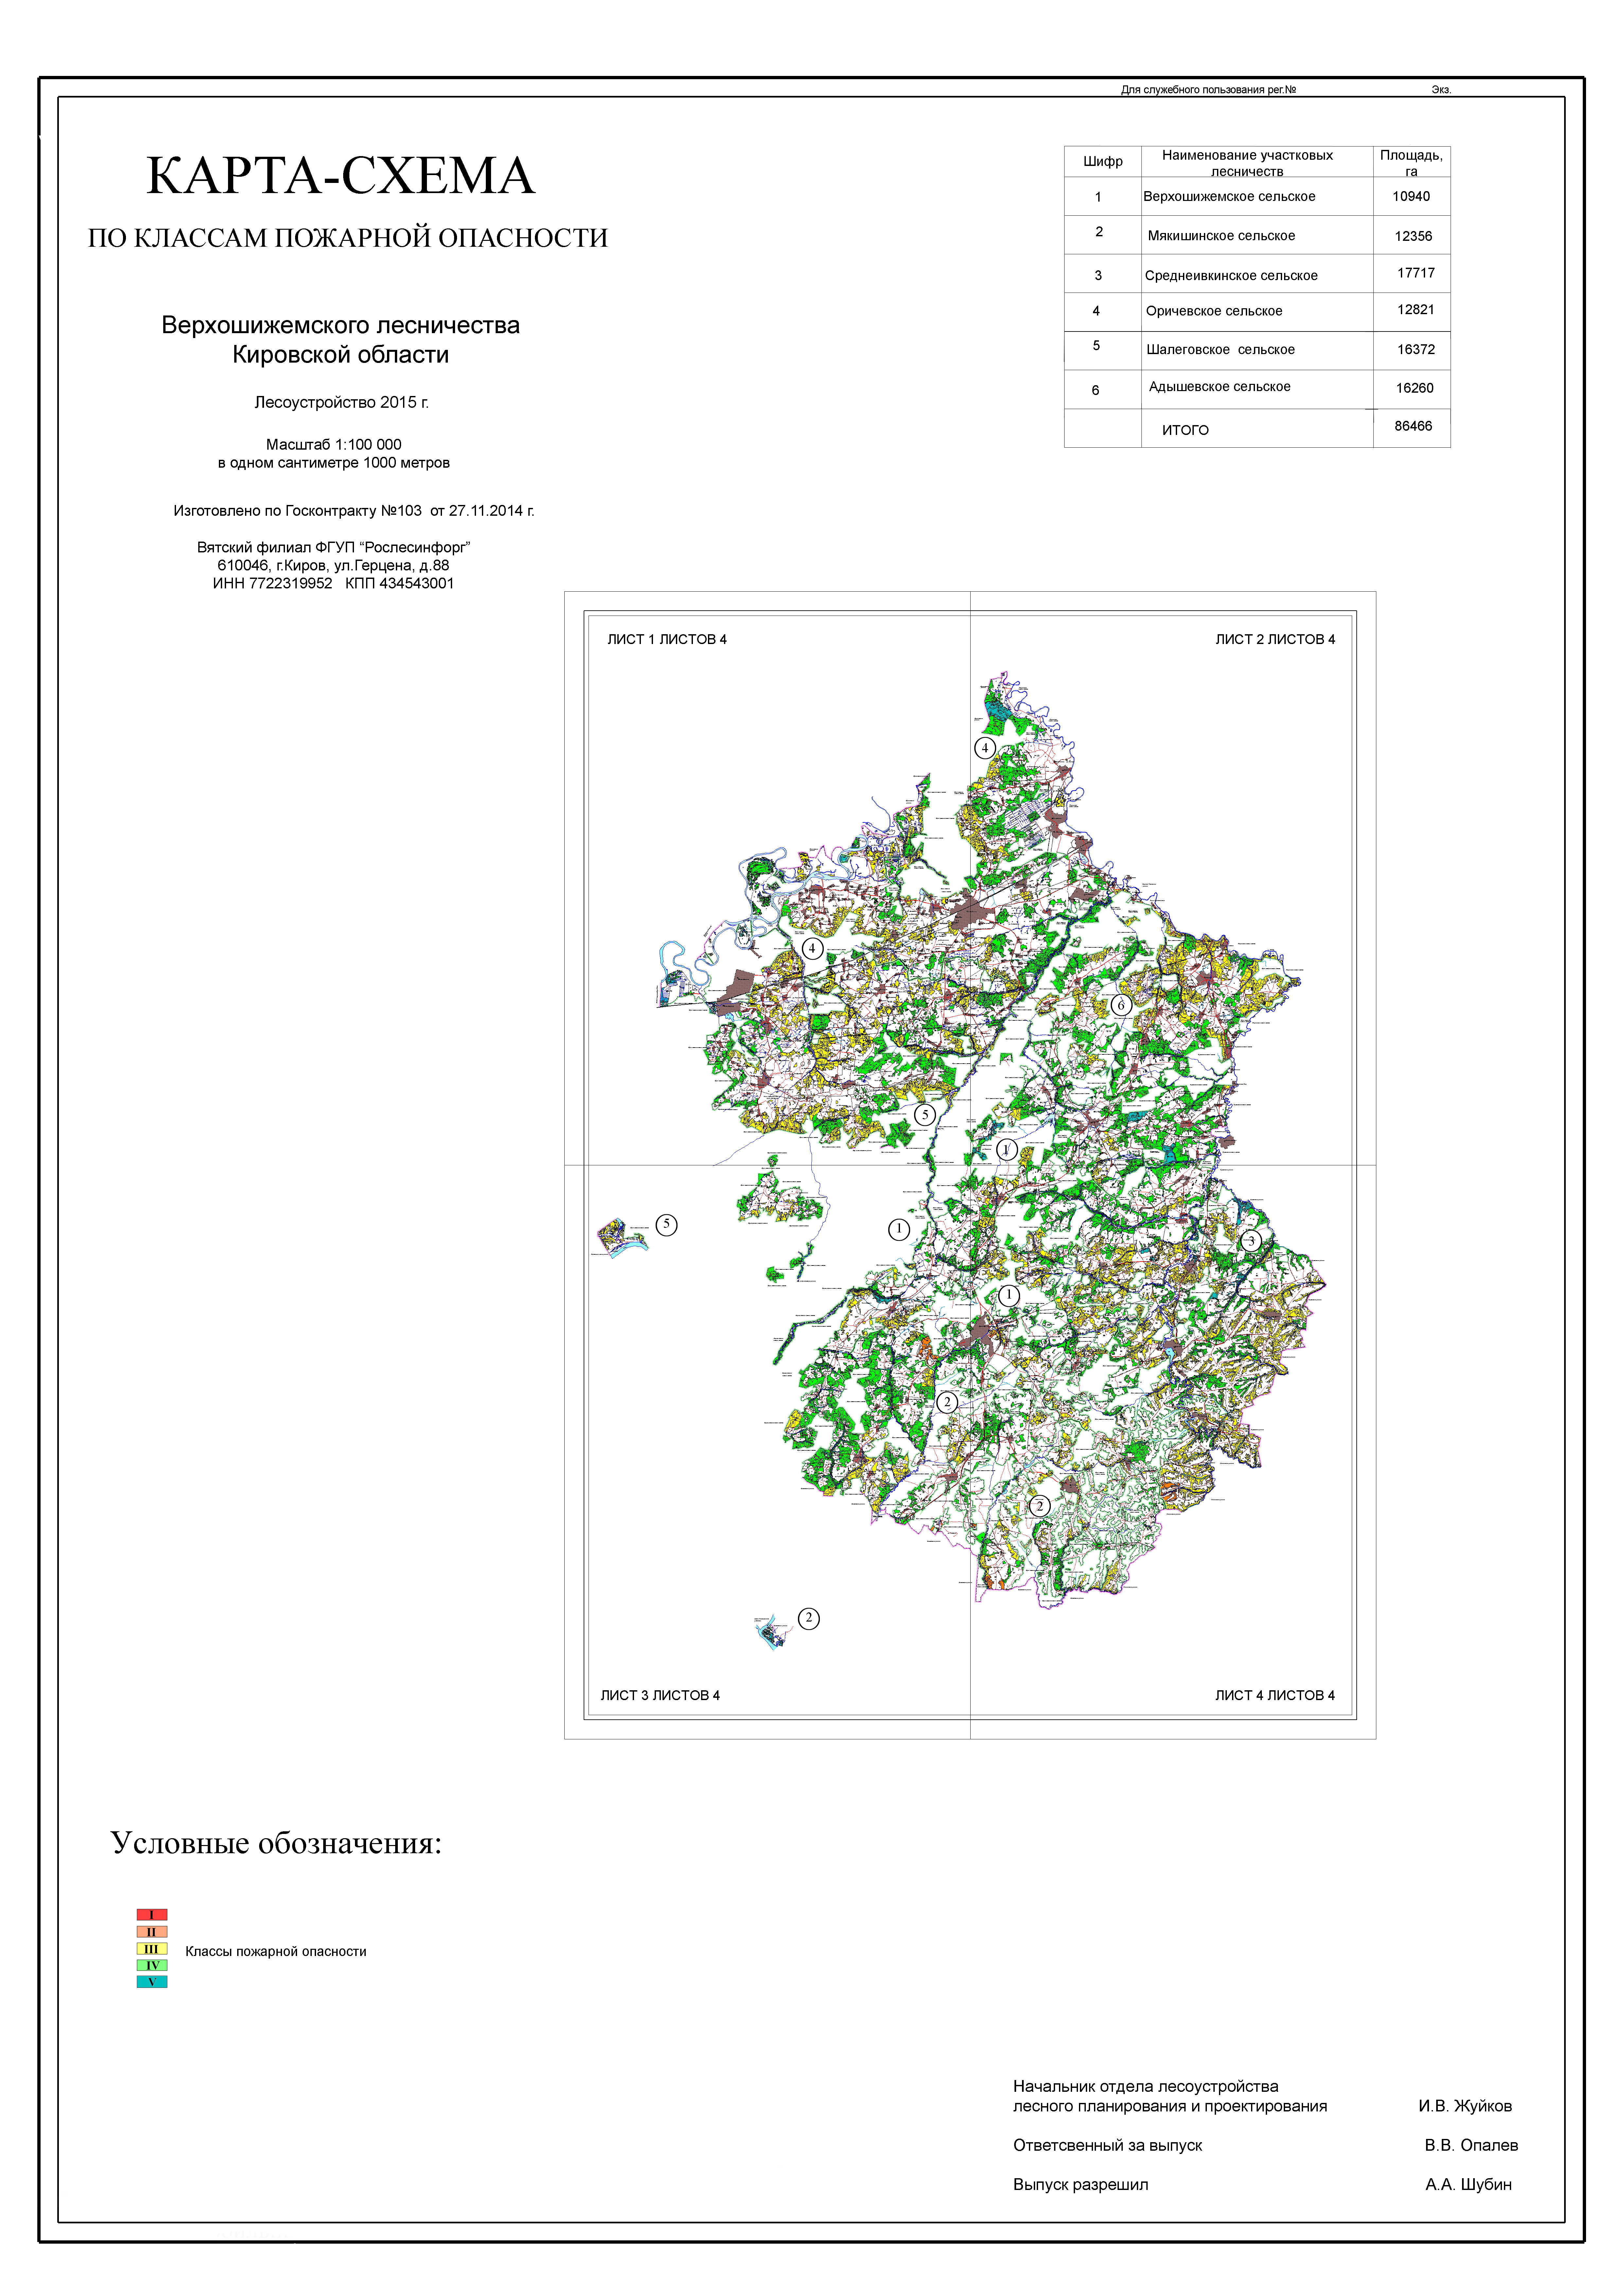 Для служебного пользования рег.№ Экз.
КАРТА-СХЕМА
ПО КЛАССАМ ПОЖАРНОЙ ОПАСНОСТИ
Верхошижемского лесничества
Кировской области
Лесоустройство 2015 г.
Масштаб 1:100 000
в одном сантиметре 1000 метров
Изготовлено по Госконтракту №103 от 27.11.2014 г.
Вятский филиал ФГУП “Рослесинфорг”
610046, г.Киров, ул.Герцена, д.88
ИНН 7722319952 КПП 434543001
Шифр Наименование участковых лесничеств Площадь, га
1 Верхошижемское сельское 10940
2 Мякишинское сельское 12356
3 Среднеивкинское сельское 17717
4 Оричевское сельское 12821
5 Шалеговское сельское 16372
6 Адышевское сельское 16260
ИТОГО 86466
ЛИСТ 1 ЛИСТОВ 4
ЛИСТ 2 ЛИСТОВ 4
4
4
6
5
1
5
1
3
1
2
2
2
ЛИСТ 3 ЛИСТОВ 4
ЛИСТ 4 ЛИСТОВ 4
Условные обозначения:
I
II
III
IV
V
Классы пожарной опасности
Начальник отдела лесоустройства
лесного планирования и проектирования И.В. Жуйков
Ответсвенный за выпуск В.В. Опалев
Выпуск разрешил А.А. Шубин